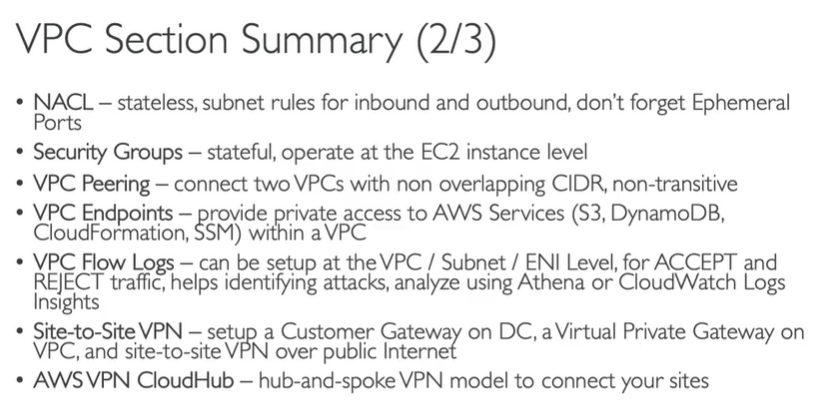 VPC Section Summary (2/3)
• NACL – stateless, subnet rules for inbound and outbound, don't forget Ephemeral
Ports
• Security Groups – stateful, operate at the EC2 instance level
• VPC Peering – connect two VPCs with non overlapping CIDR, non-transitive
• VPC Endpoints – provide private access to AWS Services (S3, DynamoDB,
CloudFormation, SSM) within a VPC
• VPC Flow Logs – can be setup at the VPC / Subnet / ENI Level, for ACCEPT and
REJECT traffic, helps identifying attacks, analyze using Athena or CloudWatch Logs
Insights
• Site-to-Site VPN – setup a Customer Gateway on DC, a Virtual Private Gateway on
VPC, and site-to-site VPN over public Internet
• AWS VPN CloudHub – hub-and-spoke VPN model to connect your sites